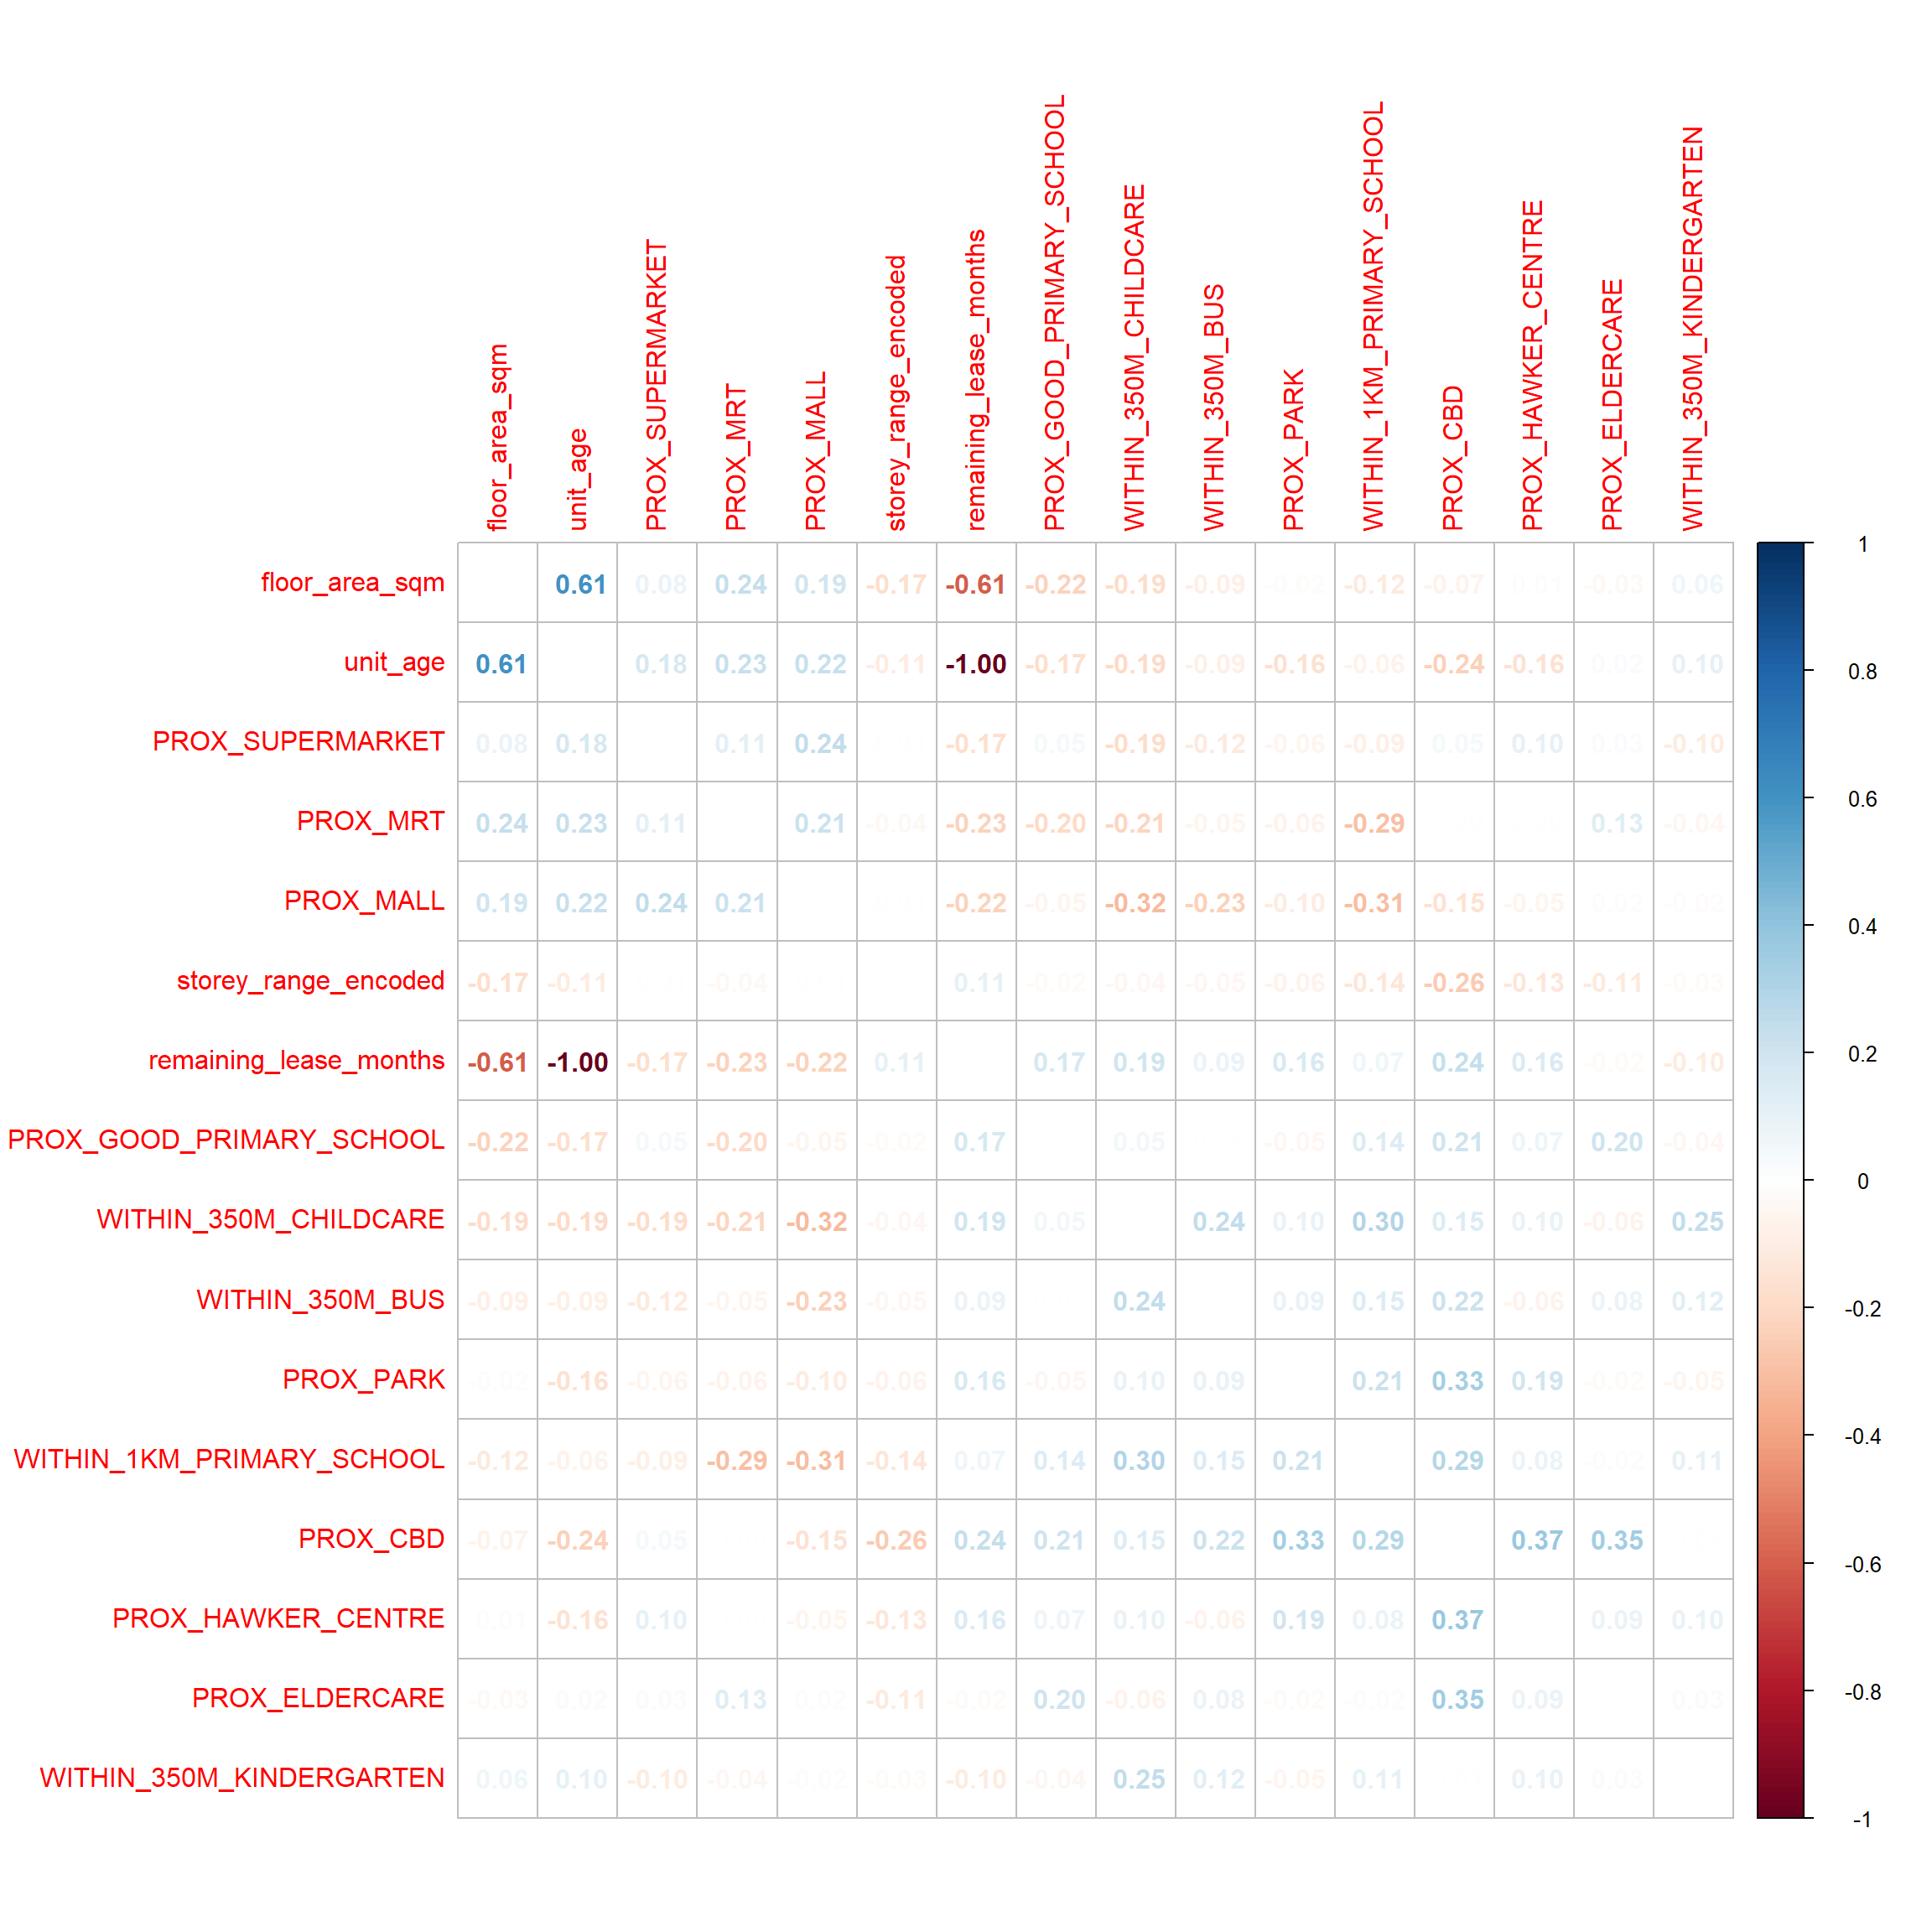 floor_area_sqm unit_age PROX_SUPERMARKET PROX_MRT PROX_MALL storey_range_encoded remaining_lease_months PROX_GOOD_PRIMARY_SCHOOL WITHIN_350M_CHILDCARE WITHIN_350M_BUS PROX_PARK WITHIN_1KM_PRIMARY_SCHOOL PROX_CBD PROX_HAWKER_CENTRE PROX_ELDERCARE WITHIN_350M_KINDERGARTEN
floor_area_sqm 0.61 0.08 0.24 0.19 -0.17 -0.61 -0.22 -0.19 -0.09 -0.02 -0.12 -0.07 0.01 -0.03 0.06
unit_age 0.61 0.18 0.23 0.22 -0.11 -1.00 -0.17 -0.19 -0.09 -0.16 -0.06 -0.24 -0.16 0.02 0.10
PROX_SUPERMARKET 0.08 0.18 0.11 0.24 -0.17 0.05 -0.19 -0.12 -0.06 -0.09 0.05 0.10 0.03 -0.10
PROX_MRT 0.24 0.23 0.11 0.21 -0.04 -0.23 -0.20 -0.21 -0.05 -0.06 -0.29 0.13 -0.04
PROX_MALL 0.19 0.22 0.24 0.21 -0.22 -0.05 -0.32 -0.23 -0.10 -0.31 -0.15 -0.05 -0.02 -0.02
storey_range_encoded -0.17 -0.11 -0.04 0.11 -0.02 -0.04 -0.05 -0.06 -0.14 -0.26 -0.13 -0.11 -0.03
remaining_lease_months -0.61 -1.00 -0.17 -0.23 -0.22 0.11 0.17 0.19 0.09 0.16 0.07 0.24 0.16 -0.02 -0.10
PROX_GOOD_PRIMARY_SCHOOL -0.22 -0.17 0.05 -0.20 -0.05 -0.02 0.17 0.05 -0.05 0.14 0.21 0.07 0.20 -0.04
WITHIN_350M_CHILDCARE -0.19 -0.19 -0.19 -0.21 -0.32 -0.04 0.19 0.05 0.24 0.10 0.30 0.15 0.10 -0.06 0.25
WITHIN_350M_BUS -0.09 -0.09 -0.12 -0.05 -0.23 -0.05 0.09 0.24 0.09 0.15 0.22 -0.06 0.08 0.12
PROX_PARK -0.02 -0.16 -0.06 -0.06 -0.10 -0.06 0.16 -0.05 0.10 0.09 0.21 0.33 0.19 -0.02 -0.05
WITHIN_1KM_PRIMARY_SCHOOL -0.12 -0.06 -0.09 -0.29 -0.31 -0.14 0.07 0.14 0.30 0.15 0.21 0.29 0.08 -0.02 0.11
PROX_CBD -0.07 -0.24 0.05 -0.15 -0.26 0.24 0.21 0.15 0.22 0.33 0.29 0.37 0.35
PROX_HAWKER_CENTRE 0.01 -0.16 0.10 -0.05 -0.13 0.16 0.07 0.10 -0.06 0.19 0.08 0.37 0.09 0.10
PROX_ELDERCARE -0.03 0.02 0.03 0.13 -0.02 -0.11 -0.02 0.20 -0.06 0.08 -0.02 -0.02 0.35 0.09 0.03
WITHIN_350M_KINDERGARTEN 0.06 0.10 -0.10 -0.04 -0.02 -0.03 -0.10 -0.04 0.25 0.12 -0.05 0.11 0.10 0.03
1
0.8
0.6
0.4
0.2
0
-0.2
-0.4
-0.6
-0.8
-1